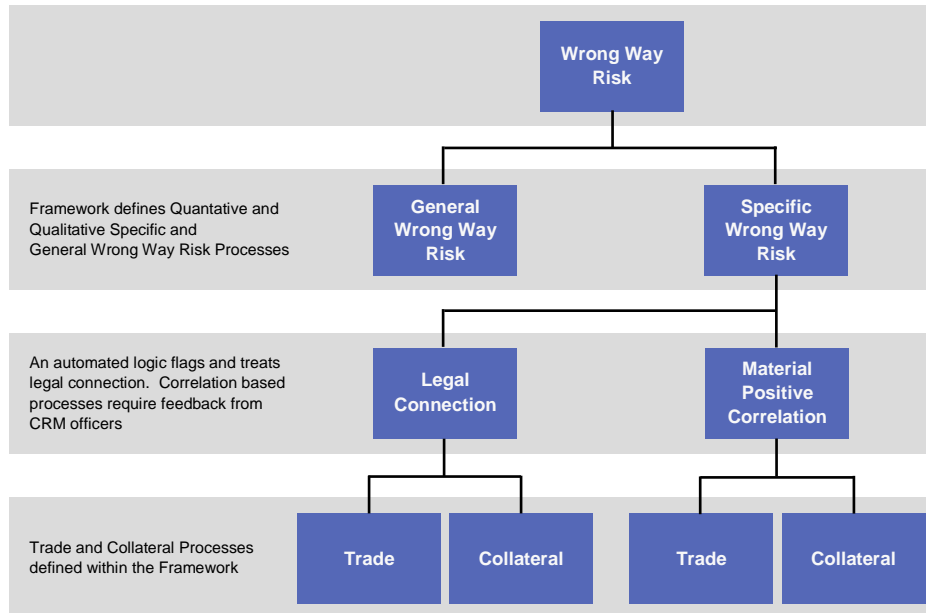 Wrong Way
Risk
Framework defines Quantative and
Qualitative Specific and
General Wrong Way Risk Processes
General
Wrong Way
Risk
Specific
Wrong Way
Risk
An automated logic flags and treats
legal connection.  Correlation based
processes require feedback from
CRM officers
Legal
Connection
Material
Positive
Correlation
Trade and Collateral Processes
defined within the Framework
Trade
Collateral
Trade
Collateral